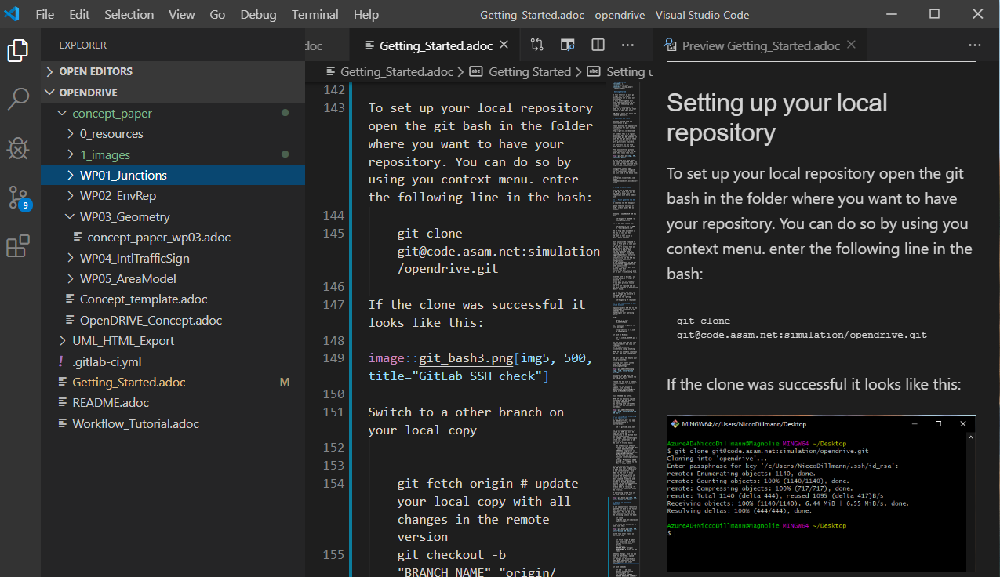 File Edit Selection View Go Debug Terminal Help
Getting_Started.adoc - opendrive - Visual Studio Code
EXPLORER
OPEN EDITORS
OPENDRIVE
concept_paper
0_resources
1_images
WP01_Junctions
WP02_EnvRep
WP03_Geometry
concept_paper_wp03.adoc
WP04_IntlTrafficSign
WP05_AreaModel
Concept_template.adoc
OpenDRIVE_Concept.adoc
UML_HTML_Export
! .gitlab-ci.yml
Getting_Started.adoc M
README.adoc
Workflow_Tutorial.adoc
9
doc
Getting_Started.adoc
Getting_Started.adoc > abc Getting Started > abc Setting u
142
143 To set up your local repository
open the git bash in the folder
where you want to have your
repository. You can do so by
using you context menu. enter
the following line in the bash:
144
145 git clone
git@code.asam.net:simulation
/opendrive.git
146
147 If the clone was successful it
looks like this:
148
149 image::git_bash3.png[img5, 500,
title="GitLab SSH check"]
150
151 Switch to a other branch on
your local copy
152
153
154 git fetch origin # update
your local copy with all
changes in the remote
version
155 git checkout -b
"BRANCH_NAME" "origin/
Preview Getting_Started.adoc
Setting up your local
repository
To set up your local repository open the git
bash in the folder where you want to have
your repository. You can do so by using you
context menu. enter the following line in the
bash:
git clone
git@code.asam.net:simulation/opendrive.git
If the clone was successful it looks like this:
MINGW64:/c/Users/NiccoDillmann/Desktop
AzureAD+NiccoDillmann@Magnolie MINGW64 ~/Desktop
$ git clone git@code.asam.net:simulation/opendrive.git
Cloning into 'opendrive'...
Enter passphrase for key '/c/Users/NiccoDillmann/.ssh/id_rsa':
remote: Enumerating objects: 1140, done.
remote: Counting objects: 100% (1140/1140), done.
remote: Compressing objects: 100% (717/717), done.
remote: Total 1140 (delta 444), reused 1095 (delta 417)B/s
Receiving objects: 100% (1140/1140), 6.44 MiB | 6.55 MiB/s, done.
Resolving deltas: 100% (444/444), done.
AzureAD+NiccoDillmann@Magnolie MINGW64 ~/Desktop
$